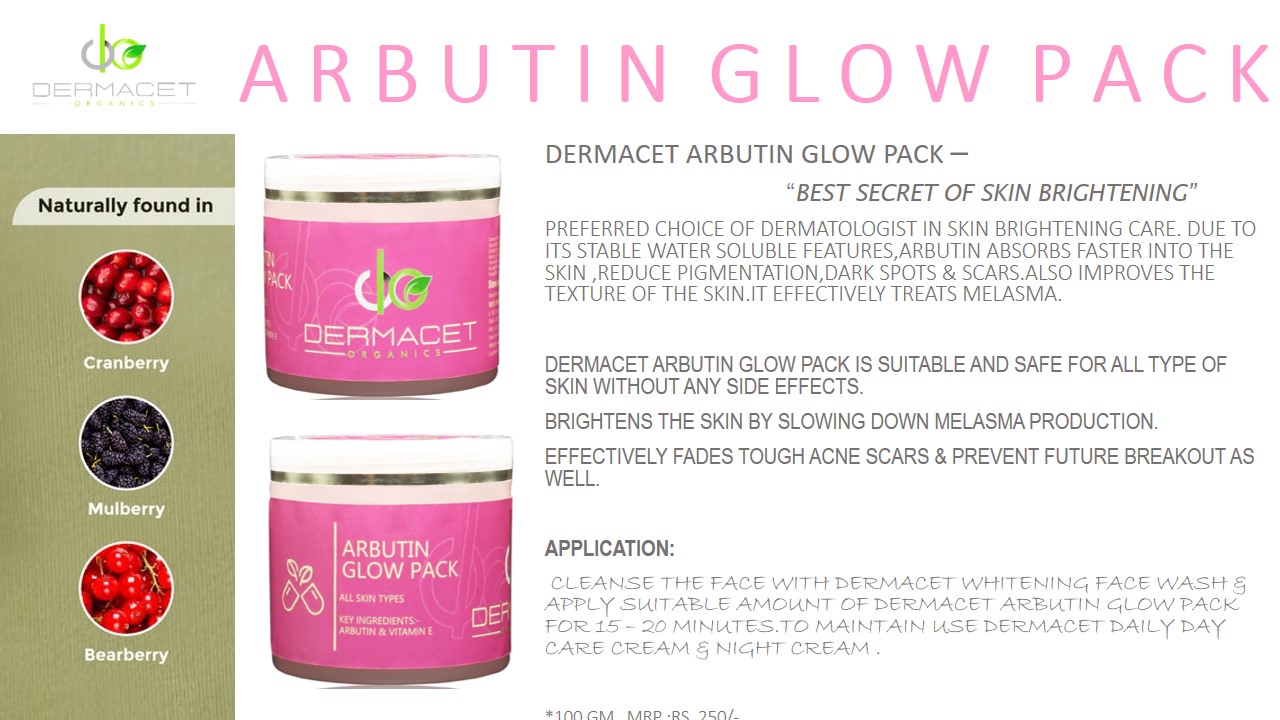 DERMACET
ORGANICS
ARBUTIN GLOW PACK
Naturally found in
Cranberry
Mulberry
Bearberry
PACK
DERMACET
ORGANICS
ARBUTIN
GLOW PACK
ALL SKIN TYPES
KEY INGREDIENTS:-
ARBUTIN & VITAMIN E
DERMACET ARBUTIN GLOW PACK –
“BEST SECRET OF SKIN BRIGHTENING”
PREFERRED CHOICE OF DERMATOLOGIST IN SKIN BRIGHTENING CARE. DUE TO
ITS STABLE WATER SOLUBLE FEATURES,ARBUTIN ABSORBS FASTER INTO THE
SKIN ,REDUCE PIGMENTATION,DARK SPOTS & SCARS.ALSO IMPROVES THE
TEXTURE OF THE SKIN.IT EFFECTIVELY TREATS MELASMA.
DERMACET ARBUTIN GLOW PACK IS SUITABLE AND SAFE FOR ALL TYPE OF
SKIN WITHOUT ANY SIDE EFFECTS.
BRIGHTENS THE SKIN BY SLOWING DOWN MELASMA PRODUCTION.
EFFECTIVELY FADES TOUGH ACNE SCARS & PREVENT FUTURE BREAKOUT AS
WELL.
APPLICATION:
CLEANSE THE FACE WITH DERMACET WHITENING FACE WASH &
APPLY SUITABLE AMOUNT OF DERMACET ARBUTIN GLOW PACK
FOR 15 – 20 MINUTES.TO MAINTAIN USE DERMACET DAILY DAY
CARE CREAM & NIGHT CREAM .
*100 GM MRP :RS. 250/-